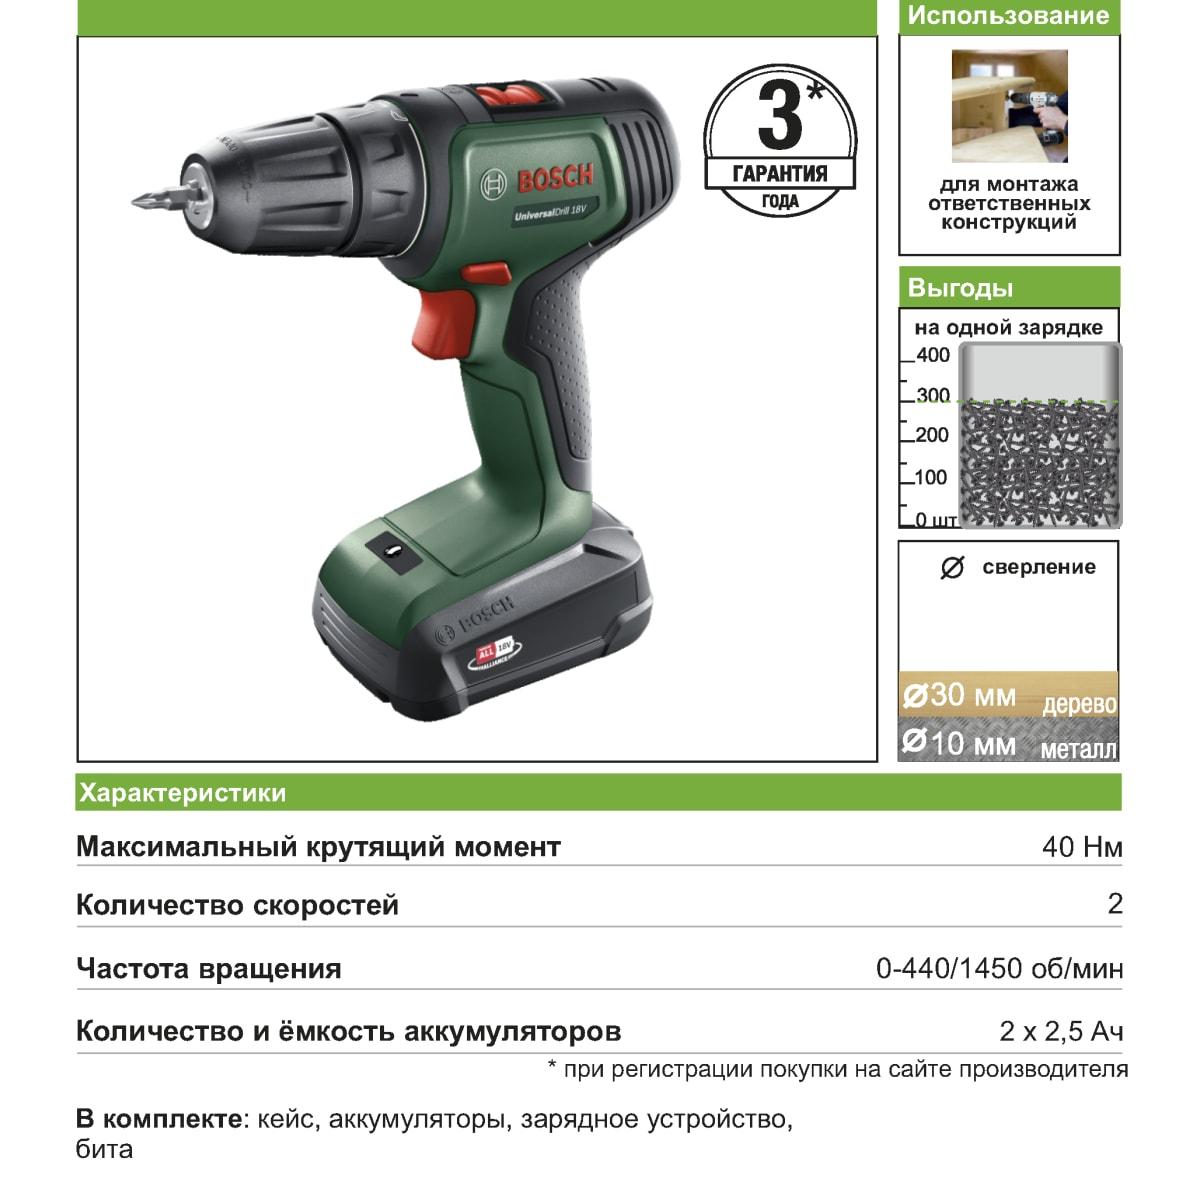 Использование
3*
ГАРАНТИЯ
ГОДА
BOSCH
UniversalDrill 18V
для монтажа
ответственных
конструкций
Выгоды
на одной зарядке
400
300
200
100
0 шт
BOSCH
ALL 18V
ALLIANCE
Ø сверление
Ø30 мм дерево
Ø10 мм металл
Характеристики
Максимальный крутящий момент 40 Нм
Количество скоростей 2
Частота вращения 0-440/1450 об/мин
Количество и ёмкость аккумуляторов 2 x 2,5 Ач
* при регистрации покупки на сайте производителя
В комплекте: кейс, аккумуляторы, зарядное устройство,
бита